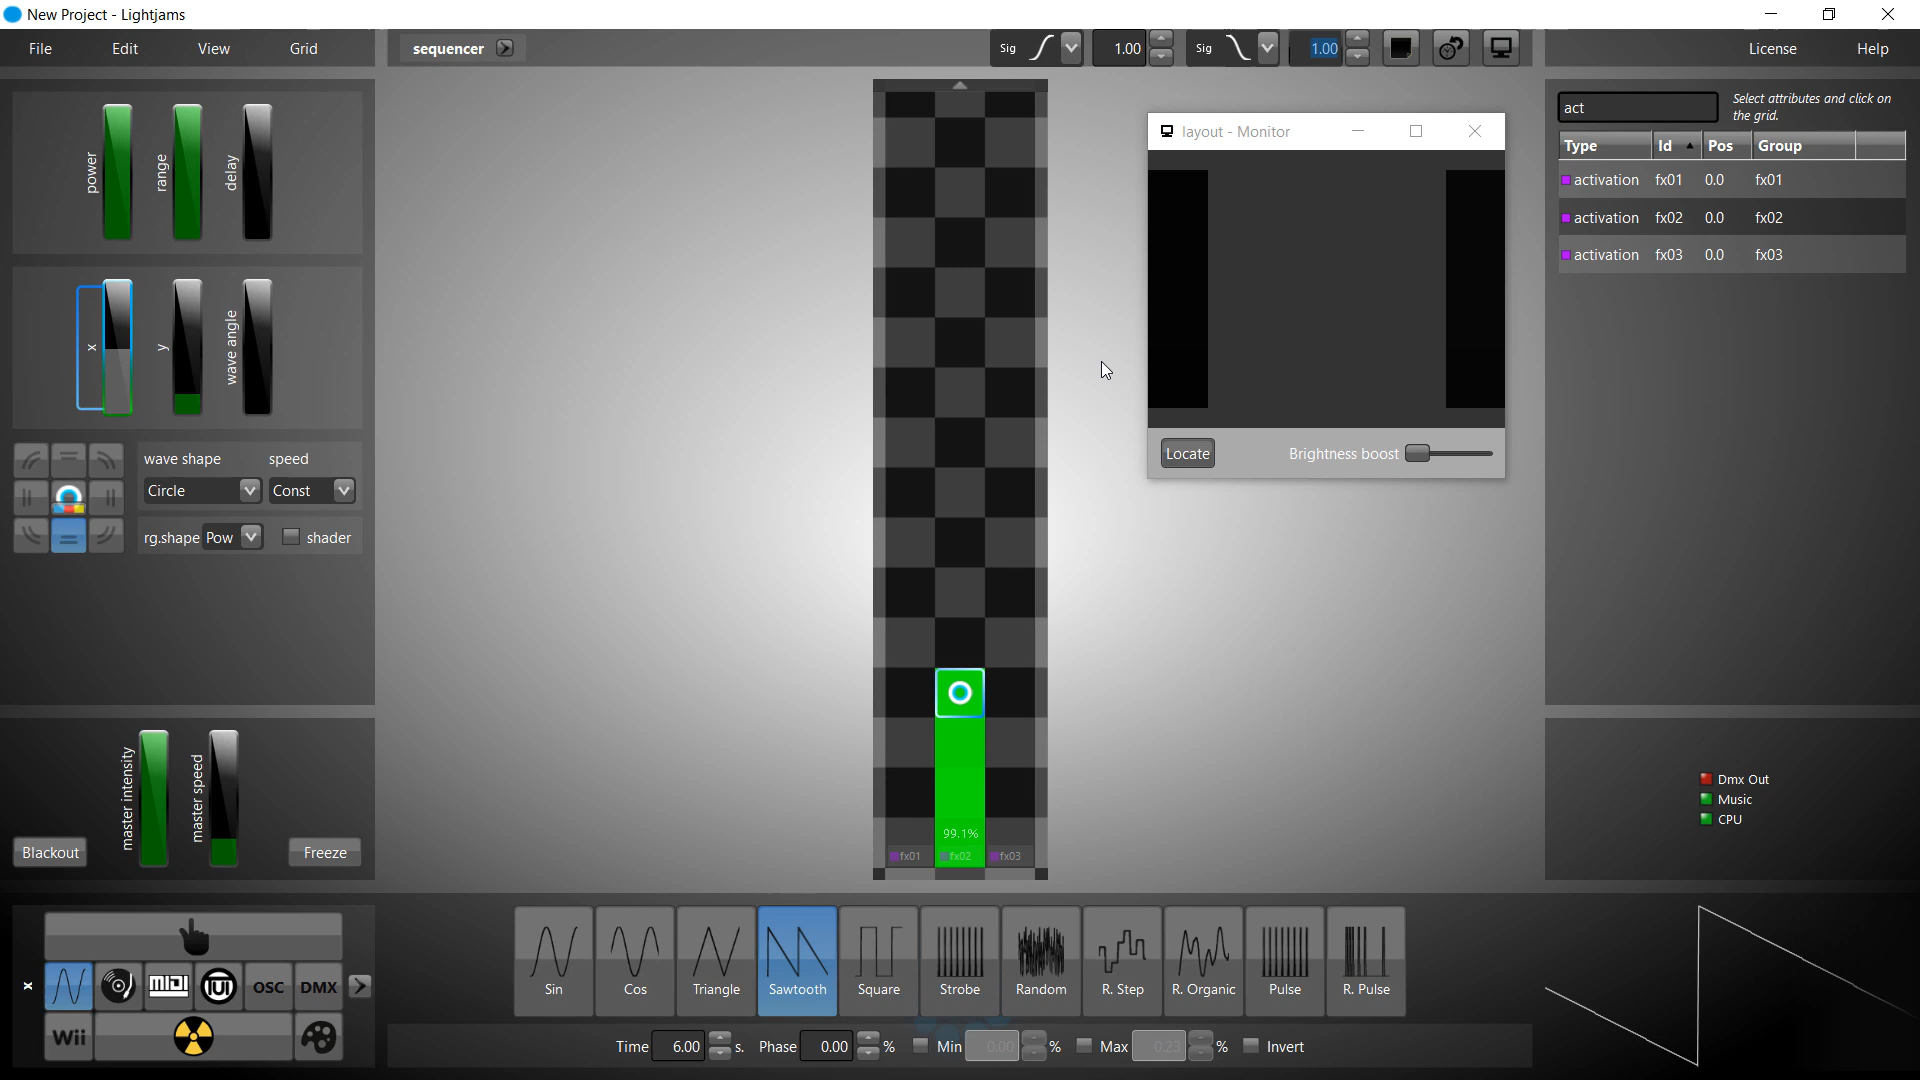 New Project - Lightjams
File Edit View Grid
sequencer
Sig 1.00 Sig 1.00
License Help
power
range
delay
x
y
wave angle
wave shape speed
Circle Const
rg.shape Pow shader
master intensity
master speed
Blackout Freeze
layout - Monitor
Locate Brightness boost
99.1%
fx01 fx02 fx03
act
Select attributes and click on
the grid.
Type Id Pos Group
activation fx01 0.0 fx01
activation fx02 0.0 fx02
activation fx03 0.0 fx03
Dmx Out
Music
CPU
x
MIDI OSC DMX
Wii
Sin Cos Triangle Sawtooth Square Strobe Random R. Step R. Organic Pulse R. Pulse
Time 6.00 s. Phase 0.00 % Min 0.00 % Max 0.23 % Invert